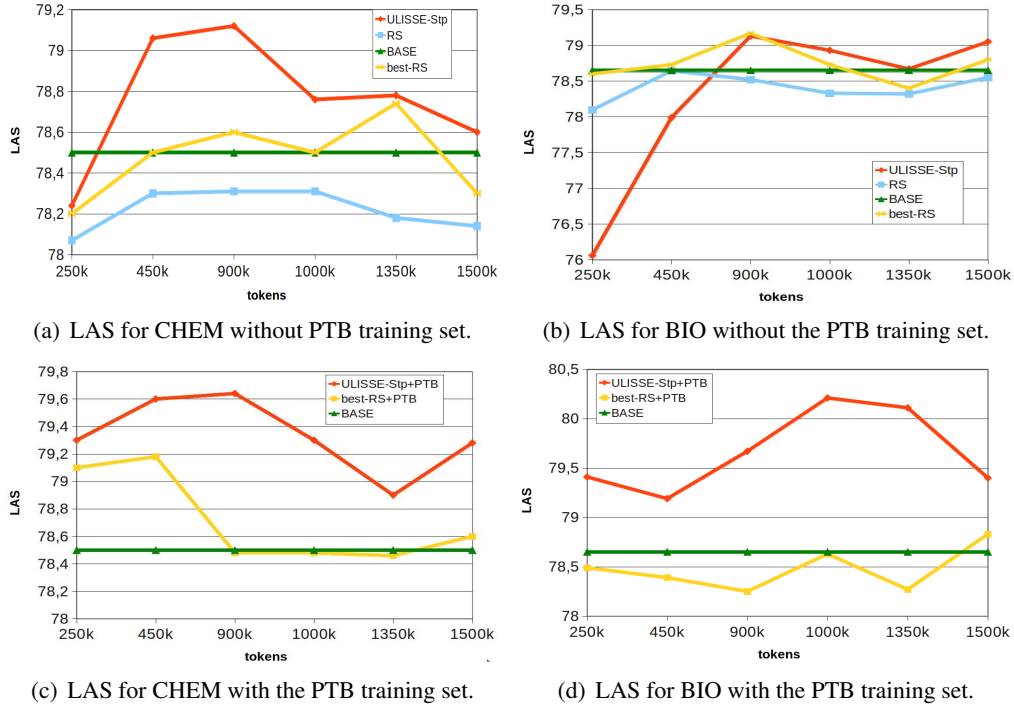 79,2
79
78,8
78,6
78,4
78,2
78
LAS
250k 450k 900k 1000k 1350k 1500k
tokens
ULISSE-Stp
RS
BASE
best-RS
(a) LAS for CHEM without PTB training set.
79,5
79
78,5
78
77,5
77
76,5
76
LAS
250k 450k 900k 1000k 1350k 1500k
tokens
ULISSE-Stp
RS
BASE
best-RS
(b) LAS for BIO without the PTB training set.
79,8
79,6
79,4
79,2
79
78,8
78,6
78,4
78,2
78
LAS
250k 450k 900k 1000k 1350k 1500k
tokens
ULISSE-Stp+PTB
best-RS+PTB
BASE
(c) LAS for CHEM with the PTB training set.
80,5
80
79,5
79
78,5
78
LAS
250k 450k 900k 1000k 1350k 1500k
tokens
ULISSE-Stp+PTB
best-RS+PTB
BASE
(d) LAS for BIO with the PTB training set.